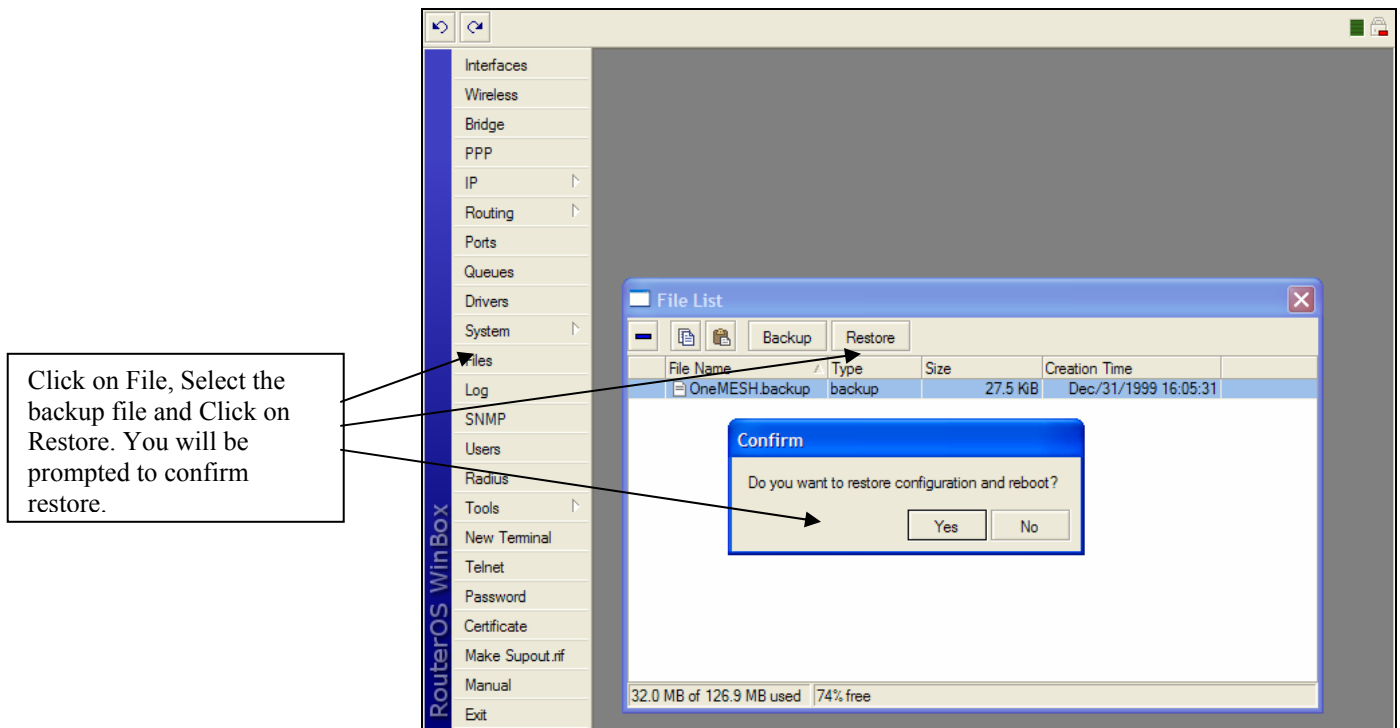 Click on File, Select the
backup file and Click on
Restore. You will be
prompted to confirm
restore.
RouterOS WinBox
Interfaces
Wireless
Bridge
PPP
IP
Routing
Ports
Queues
Drivers
System
Files
Log
SNMP
Users
Radius
Tools
New Terminal
Telnet
Password
Certificate
Make Supout.rif
Manual
Exit
File List
Backup Restore
File Name Type Size Creation Time
OneMESH.backup backup 27.5 KiB Dec/31/1999 16:05:31
Confirm
Do you want to restore configuration and reboot?
Yes No
32.0 MB of 126.9 MB used 74% free